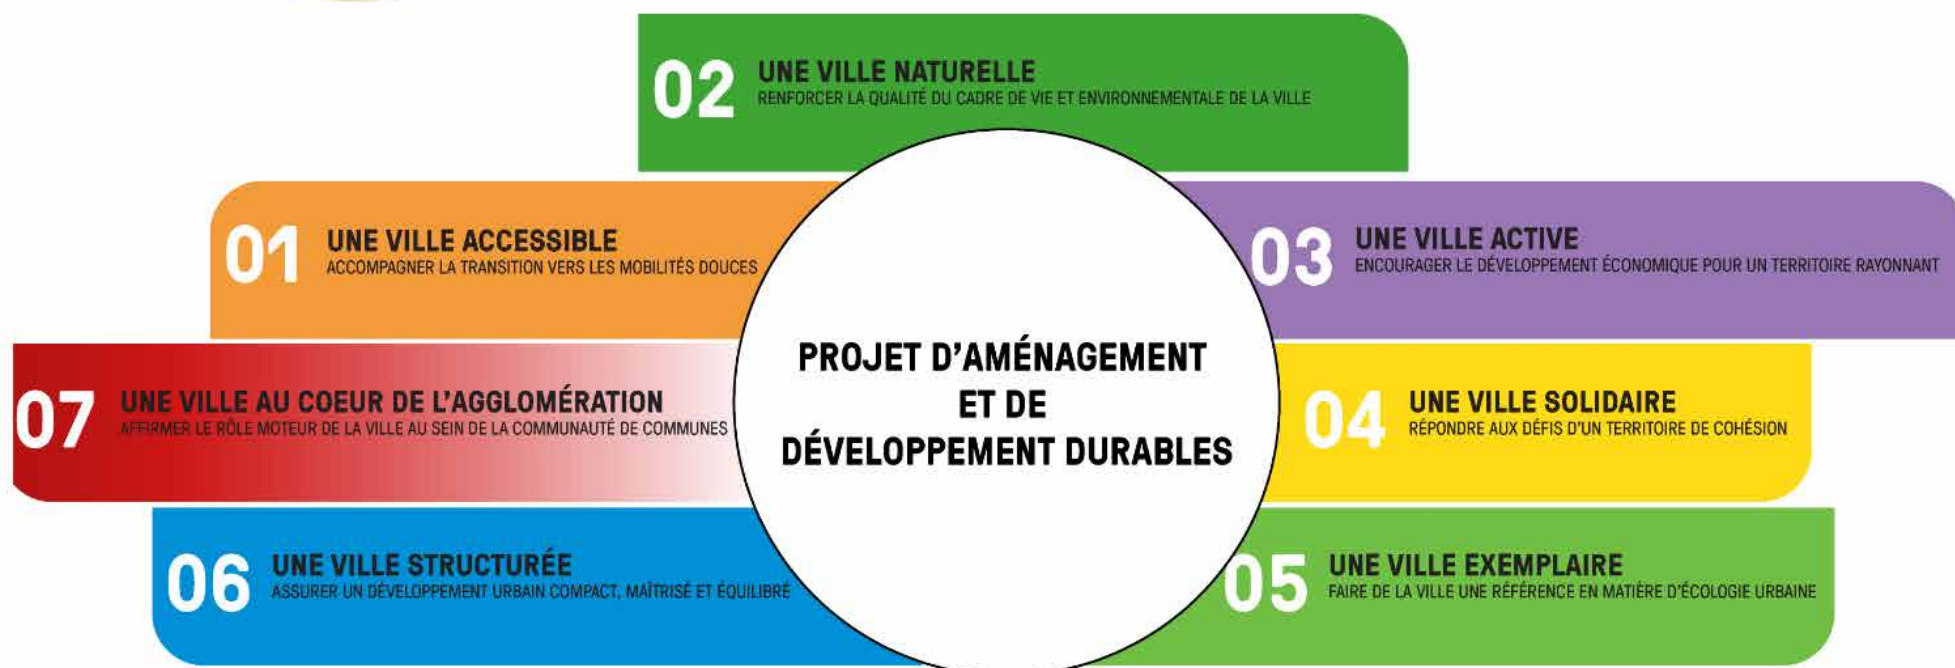 02
UNE VILLE NATURELLE
RENFORCER LA QUALITÉ DU CADRE DE VIE ET ENVIRONNEMENTALE DE LA VILLE
01
UNE VILLE ACCESSIBLE
ACCOMPAGNER LA TRANSITION VERS LES MOBILITÉS DOUCES
03
UNE VILLE ACTIVE
ENCOURAGER LE DÉVELOPPEMENT ÉCONOMIQUE POUR UN TERRITOIRE RAYONNANT
PROJET D'AMÉNAGEMENT
ET DE
DÉVELOPPEMENT DURABLES
07
UNE VILLE AU COEUR DE L'AGGLOMÉRATION
AFFIRMER LE RÔLE MOTEUR DE LA VILLE AU SEIN DE LA COMMUNAUTÉ DE COMMUNES
04
UNE VILLE SOLIDAIRE
RÉPONDRE AUX DÉFIS D'UN TERRITOIRE DE COHÉSION
06
UNE VILLE STRUCTURÉE
ASSURER UN DÉVELOPPEMENT URBAIN COMPACT, MAÎTRISÉ ET ÉQUILIBRÉ
05
UNE VILLE EXEMPLAIRE
FAIRE DE LA VILLE UNE RÉFÉRENCE EN MATIÈRE D'ÉCOLOGIE URBAINE